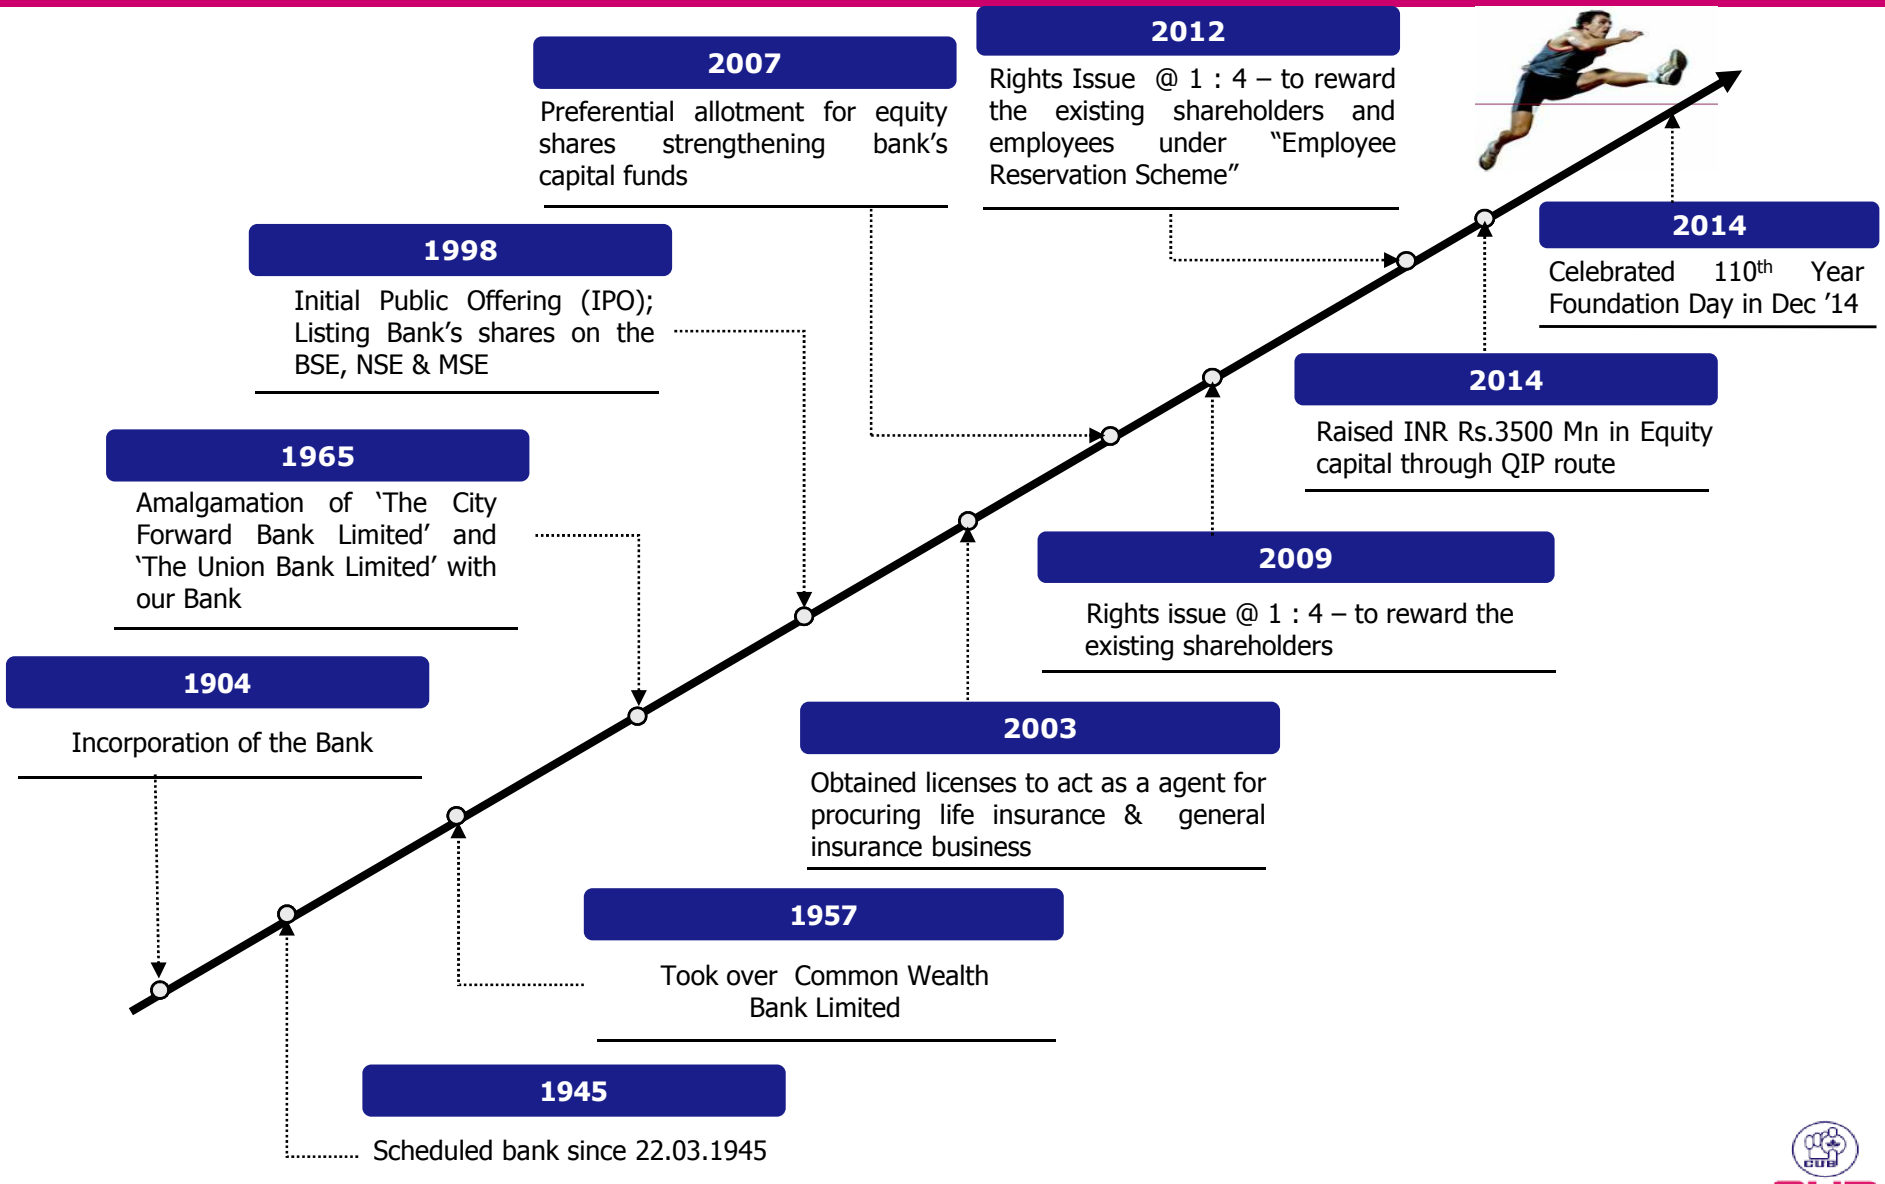 2012
Rights Issue @ 1 : 4 – to reward
the existing shareholders and
employees under “Employee
Reservation Scheme”
2007
Preferential allotment for equity
shares strengthening bank’s
capital funds
2014
Celebrated 110th Year
Foundation Day in Dec ’14
1998
Initial Public Offering (IPO);
Listing Bank’s shares on the
BSE, NSE & MSE
2014
Raised INR Rs.3500 Mn in Equity
capital through QIP route
1965
Amalgamation of ‘The City
Forward Bank Limited’ and
‘The Union Bank Limited’ with
our Bank
2009
Rights issue @ 1 : 4 – to reward the
existing shareholders
1904
Incorporation of the Bank
2003
Obtained licenses to act as a agent for
procuring life insurance & general
insurance business
1957
Took over Common Wealth
Bank Limited
1945
Scheduled bank since 22.03.1945
CUB